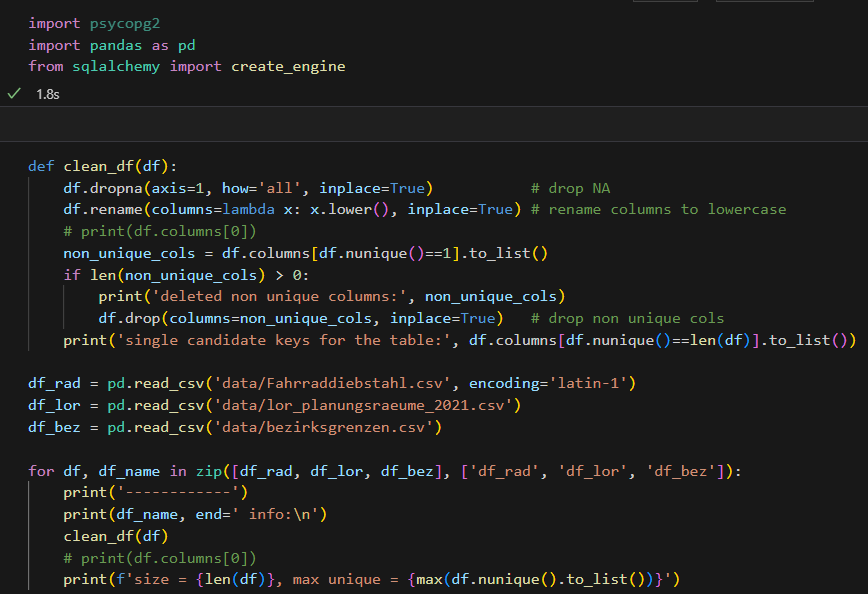 import psycopg2
import pandas as pd
from sqlalchemy import create_engine
1.8s
def clean_df(df):
    df.dropna(axis=1, how='all', inplace=True)           # drop NA
    df.rename(columns=lambda x: x.lower(), inplace=True) # rename columns to lowercase
    # print(df.columns[0])
    non_unique_cols = df.columns[df.nunique()==1].to_list()
    if len(non_unique_cols) > 0:
        print('deleted non unique columns:', non_unique_cols)
        df.drop(columns=non_unique_cols, inplace=True)   # drop non unique cols
    print('single candidate keys for the table:', df.columns[df.nunique()==len(df)].to_list())
df_rad = pd.read_csv('data/Fahrraddiebstahl.csv', encoding='latin-1')
df_lor = pd.read_csv('data/lor_planungsraeume_2021.csv')
df_bez = pd.read_csv('data/bezirksgrenzen.csv')
for df, df_name in zip([df_rad, df_lor, df_bez], ['df_rad', 'df_lor', 'df_bez']):
    print('------------')
    print(df_name, end=' info:\n')
    clean_df(df)
    # print(df.columns[0])
    print(f'size = {len(df)}, max unique = {max(df.nunique().to_list())}')